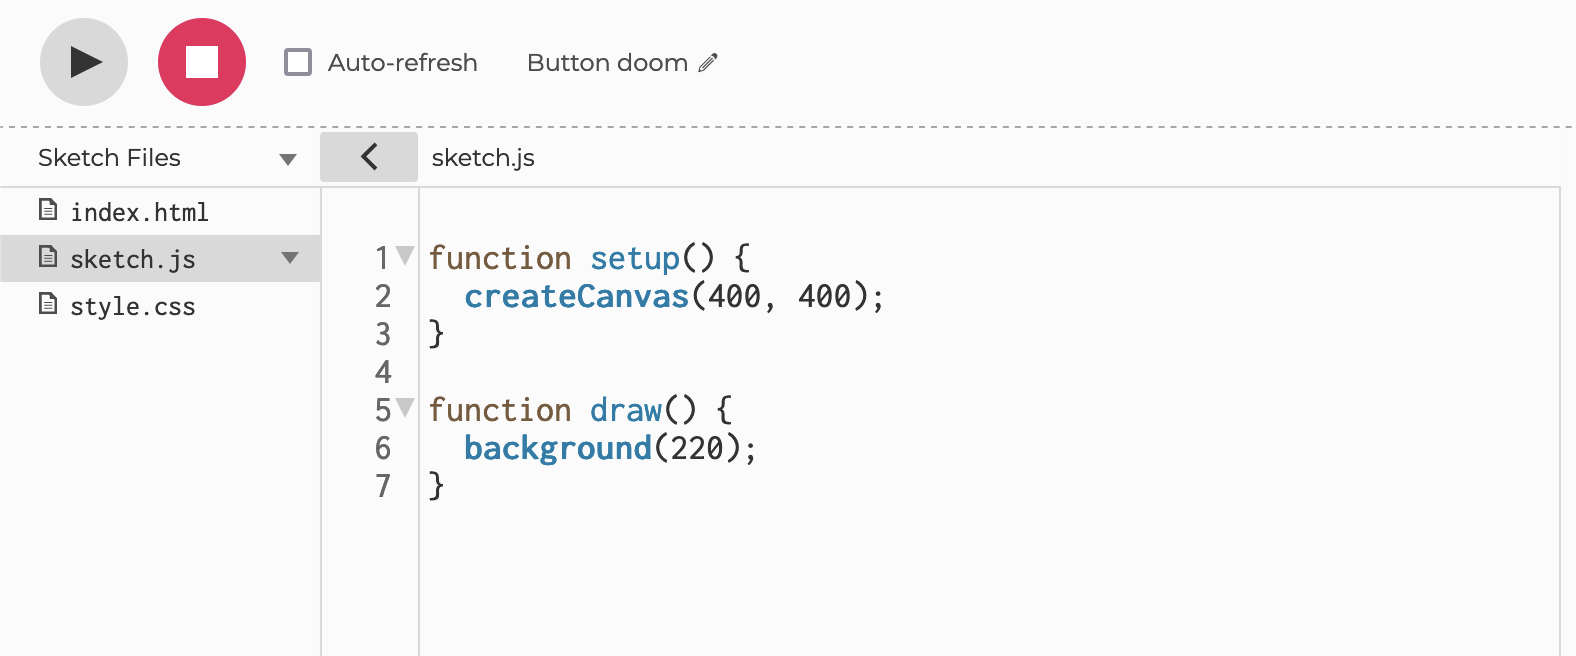 Auto-refresh Button doom
Sketch Files
sketch.js
index.html
sketch.js
style.css
1 function setup() {
2 createCanvas(400, 400);
3 }
4
5 function draw() {
6 background(220);
7 }